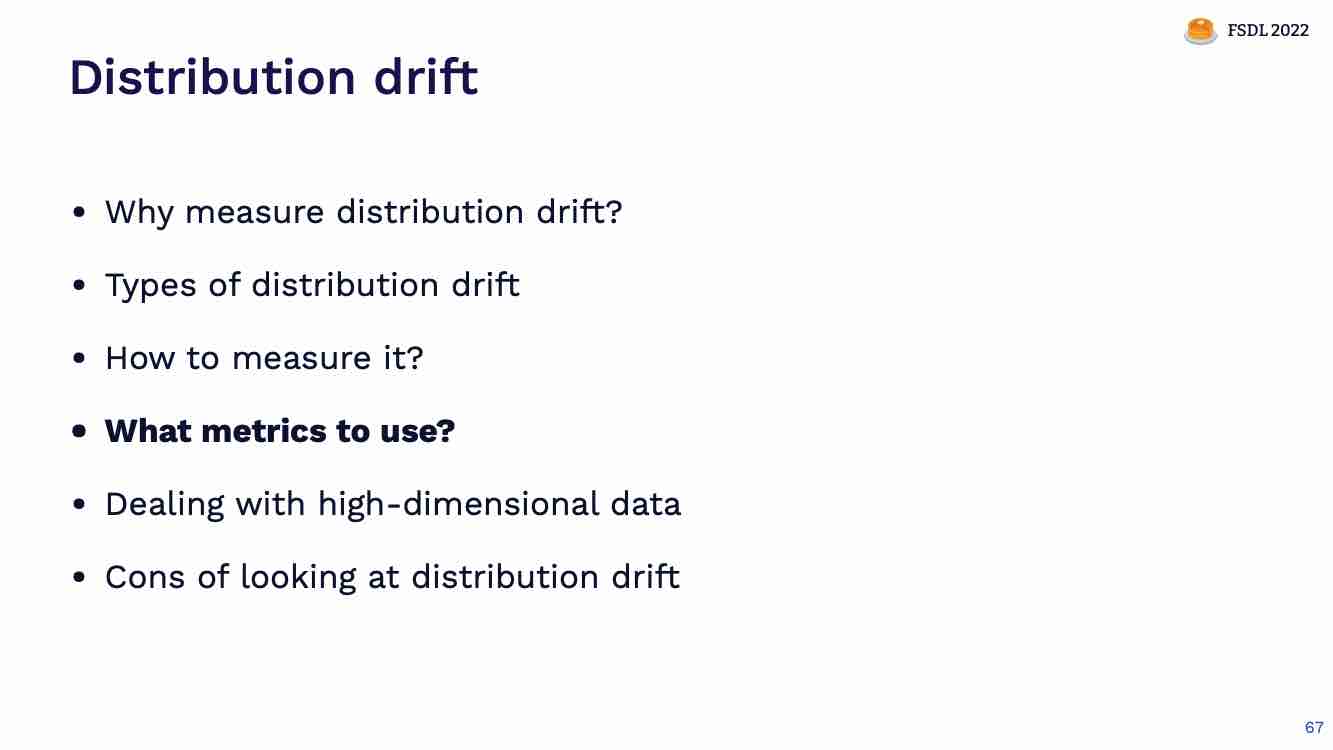 FSDL 2022
Distribution drift
• Why measure distribution drift?
• Types of distribution drift
• How to measure it?
• What metrics to use?
• Dealing with high-dimensional data
• Cons of looking at distribution drift
67